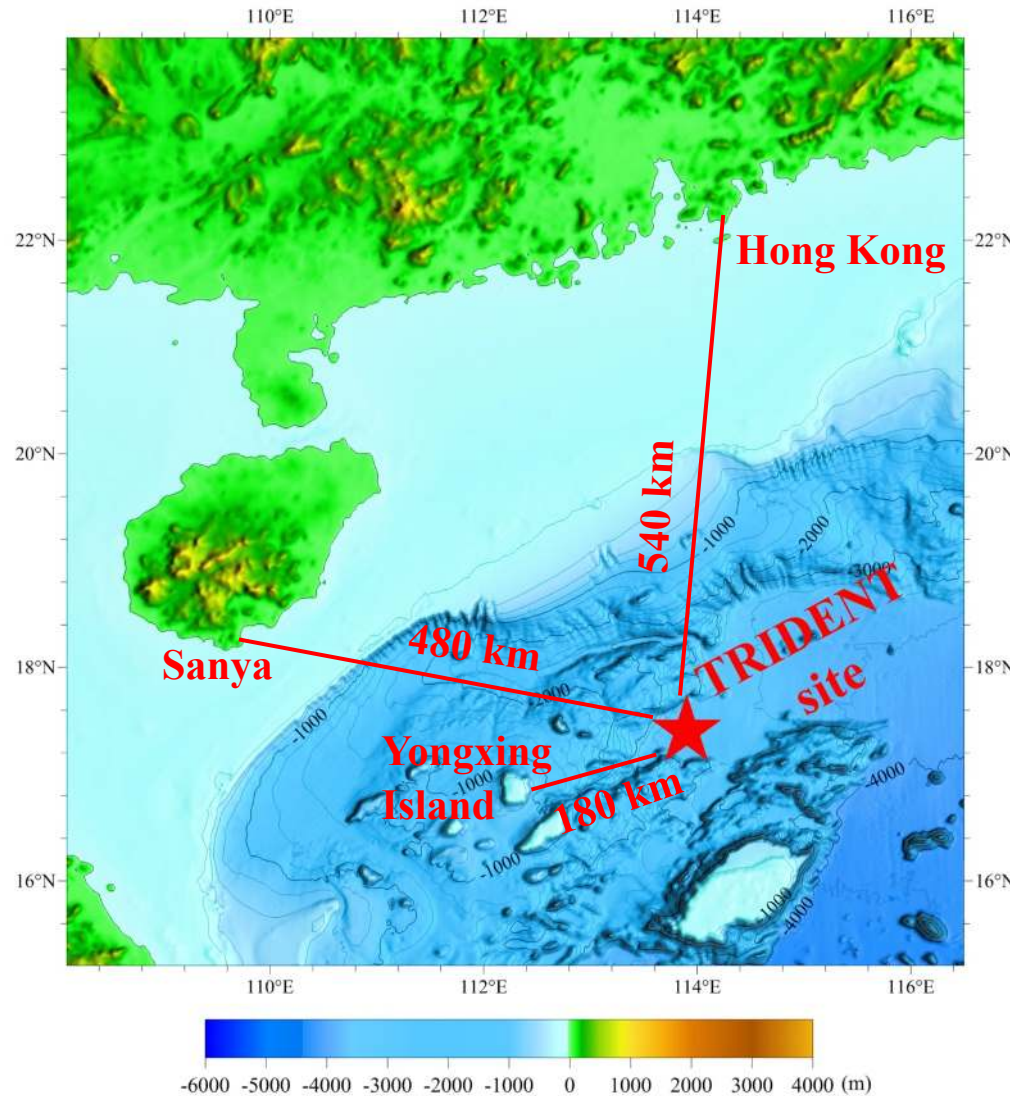 110°E 112°E 114°E 116°E
22°N 22°N
Hong Kong
20°N 20°N
540 km
-1000
-2000
-3000
TRIDENT
site
18°N 18°N
Sanya
480 km
-2000
-1000
Yongxing
Island
-1000
180 km
-4000
-1000
16°N 16°N
-1000
-4000
110°E 112°E 114°E 116°E
-6000 -5000 -4000 -3000 -2000 -1000 0 1000 2000 3000 4000 (m)